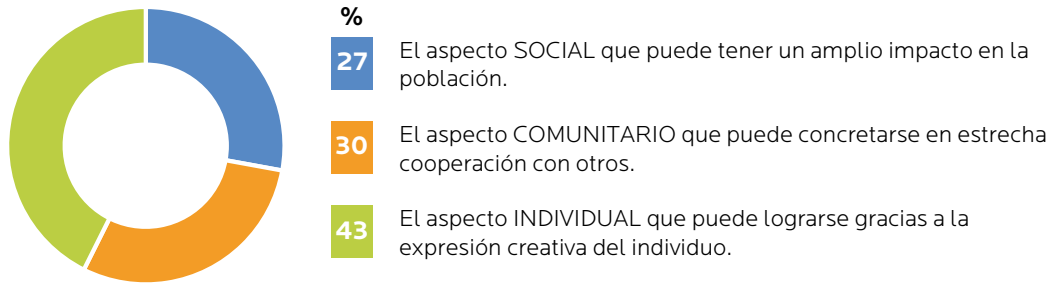 %
27
El aspecto SOCIAL que puede tener un amplio impacto en la
población.
30
El aspecto COMUNITARIO que puede concretarse en estrecha
cooperación con otros.
43
El aspecto INDIVIDUAL que puede lograrse gracias a la
expresión creativa del individuo.